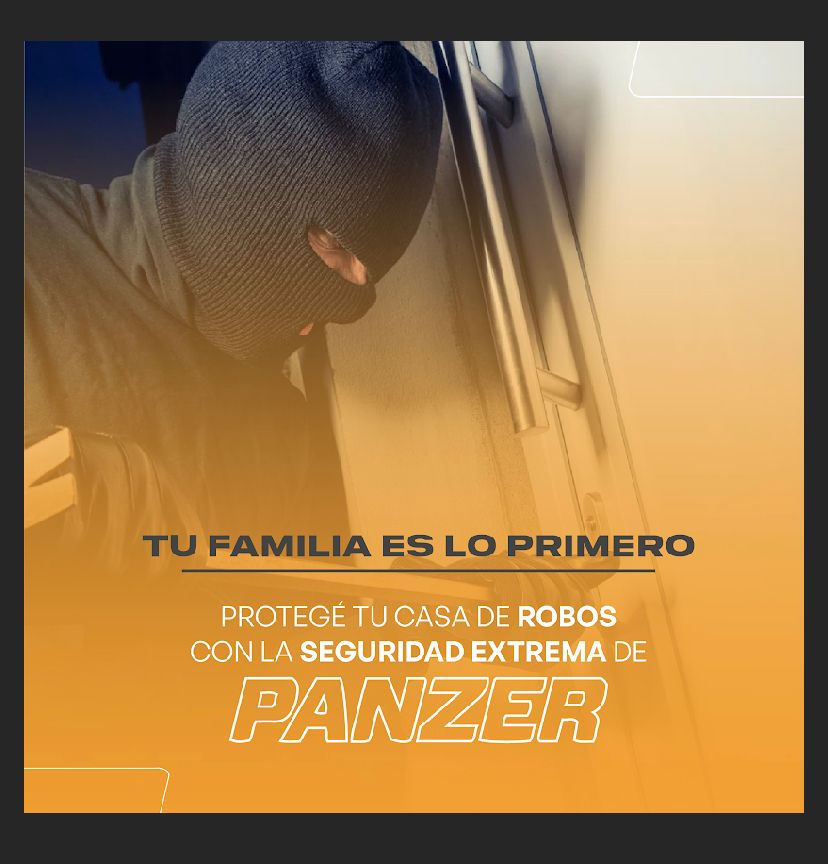 TU FAMILIA ES LO PRIMERO
PROTEGÉ TU CASA DE ROBOS
CON LA SEGURIDAD EXTREMA DE
PANZER